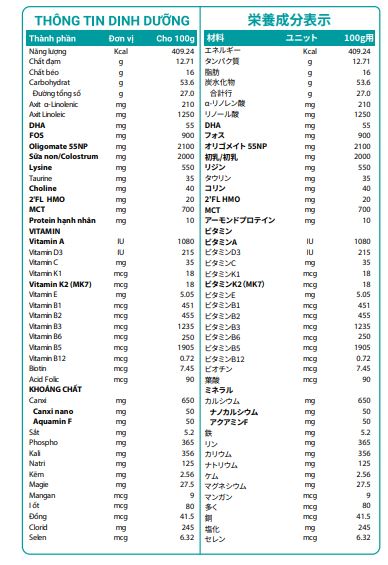 THÔNG TIN DINH DƯỠNG
Thành phần Đơn vị Cho 100g
Năng lượng Kcal 409.24
Chất đạm g 12.71
Chất béo g 16
Carbohydrat g 53.6
Đường tổng số g 27.0
Axit α-Linolenic mg 210
Axit Linoleic mg 1250
DHA mg 55
FOS mg 900
Oligomate 55NP mg 2100
Sữa non/Colostrum mg 2000
Lysine mg 550
Taurine mg 35
Choline mg 40
2'FL HMO mg 20
MCT mg 700
Protein hạnh nhân mg 10
VITAMIN
Vitamin A IU 1080
Vitamin D3 IU 215
Vitamin C mg 35
Vitamin K1 mcg 18
Vitamin K2 (MK7) mcg 18
Vitamin E mg 5.05
Vitamin B1 mcg 451
Vitamin B2 mcg 455
Vitamin B3 mcg 1235
Vitamin B6 mcg 250
Vitamin B5 mcg 1905
Vitamin B12 mcg 0.72
Biotin mcg 7.45
Acid Folic mcg 90
KHOÁNG CHẤT
Canxi mg 650
Canxi nano mg 50
Aquamin F mg 50
Sắt mg 5.2
Phospho mg 365
Kali mg 356
Natri mg 125
Kẽm mg 2.56
Magie mg 27.5
Mangan mcg 9
I ốt mcg 80
Đồng mcg 41.5
Clorid mg 245
Selen mcg 6.32
栄養成分表示
材料 ユニット 100g用
エネルギー Kcal 409.24
タンパク質 g 12.71
脂肪 g 16
炭水化物 g 53.6
合計行 g 27.0
α-リノレン酸 mg 210
リノール酸 mg 1250
DHA mg 55
フォス mg 900
オリゴメイト 55NP mg 2100
初乳/初乳 mg 2000
リジン mg 550
タウリン mg 35
コリン mg 40
2'FL HMO mg 20
MCT mg 700
アーモンドプロテイン mg 10
ビタミン
ビタミンA IU 1080
ビタミンD3 IU 215
ビタミンC mg 35
ビタミンK1 mcg 18
ビタミンK2 (MK7) mcg 18
ビタミンE mg 5.05
ビタミンB1 mcg 451
ビタミンB2 mcg 455
ビタミンB3 mcg 1235
ビタミンB6 mcg 250
ビタミンB5 mcg 1905
ビタミンB12 mcg 0.72
ビオチン mcg 7.45
葉酸 mcg 90
ミネラル
カルシウム mg 650
ナノカルシウム mg 50
アクアミンF mg 50
鉄 mg 5.2
リン mg 365
カリウム mg 356
ナトリウム mg 125
ケム mg 2.56
マグネシウム mg 27.5
マンガン mcg 9
多く mcg 80
銅 mcg 41.5
塩化 mg 245
セレン mcg 6.32